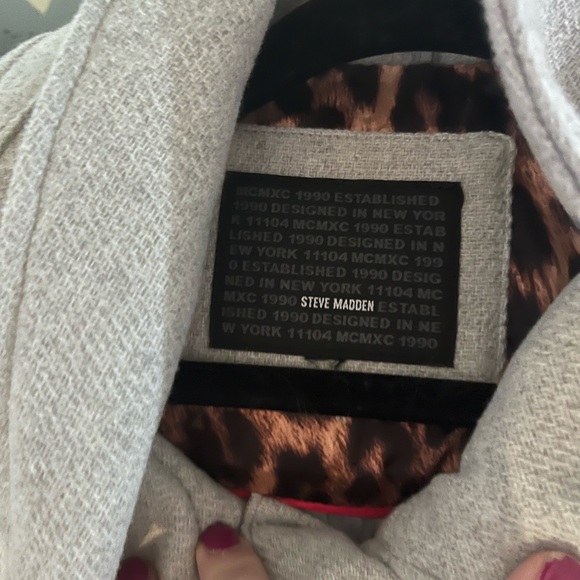 MCMXC 1990 ESTABLISHED
1990 DESIGNED IN NEW YOR
K 11104 MCMXC 1990 ESTAB
LISHED 1990 DESIGNED IN N
EW YORK 11104 MCMXC 199
0 ESTABLISHED 1990 DESIG
NED IN NEW YORK 11104 MC
MXC 1990 STEVE MADDEN ESTABL
ISHED 1990 DESIGNED IN NE
W YORK 11104 MCMXC 1990